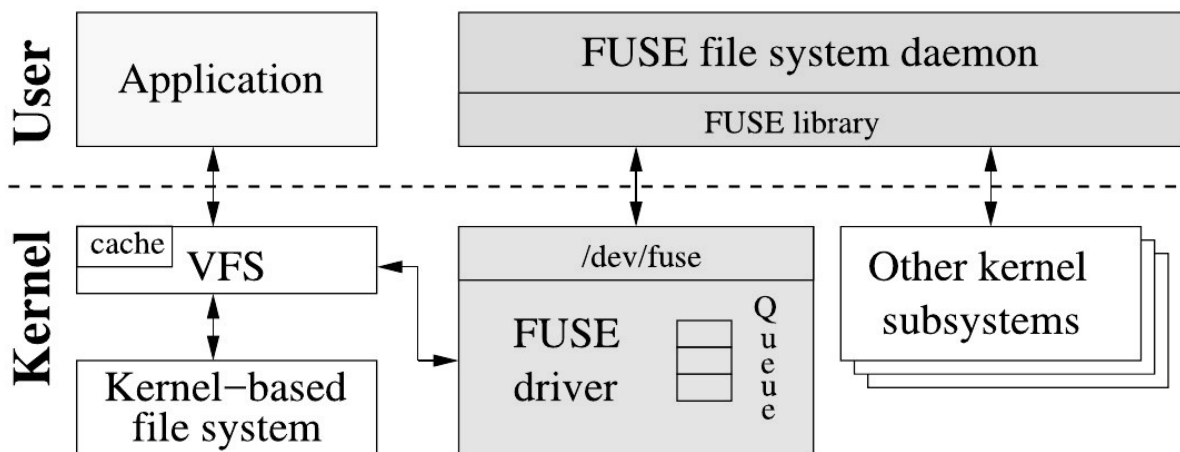 User
Application
FUSE file system daemon
FUSE library
Kernel
cache
VFS
Kernel−based
file system
/dev/fuse
FUSE
driver
Queue
Other kernel
subsystems